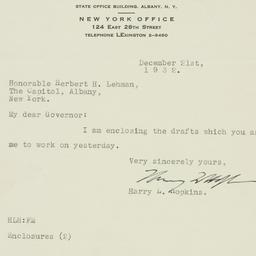 STATE OFFICE BUILDING, ALBANY, N. Y.
NEW YORK OFFICE
124 EAST 28TH STREET
TELEPHONE LEXINGTON 2-9460
December 21st,
1932.
Honorable Herbert H. Lehman,
The Capitol, Albany,
New York.
My dear Governor:
I am enclosing the drafts which you as
me to work on yesterday.
Very sincerely yours,
Harry L. Hopkins.
HLH:FM
Enclosures (2)